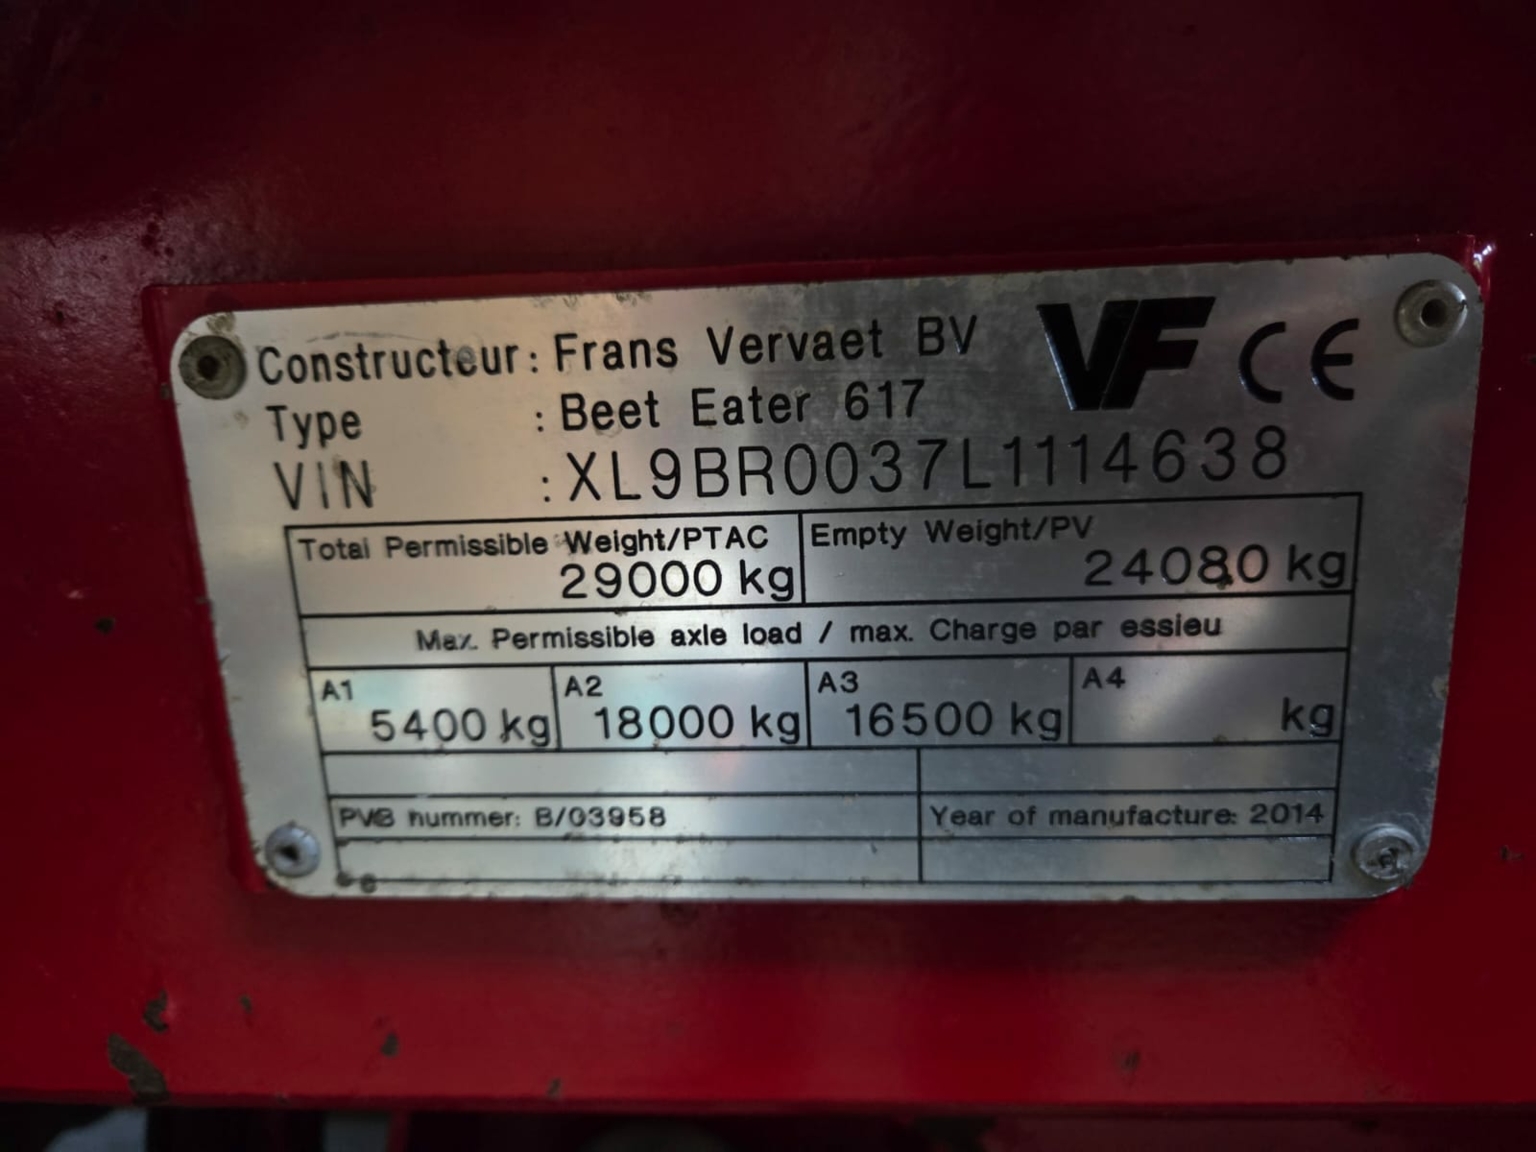 Constructeur: Frans Vervaet BV VF CE
Type : Beet Eater 617
VIN : XL9BR0037L1114638
Total Permissible Weight/PTAC Empty Weight/PV
29000 kg 24080 kg
Max. Permissible axle load / max. Charge par essieu
A1 A2 A3 A4
5400 kg 18000 kg 16500 kg kg
PVB nummer: B/03958 Year of manufacture: 2014